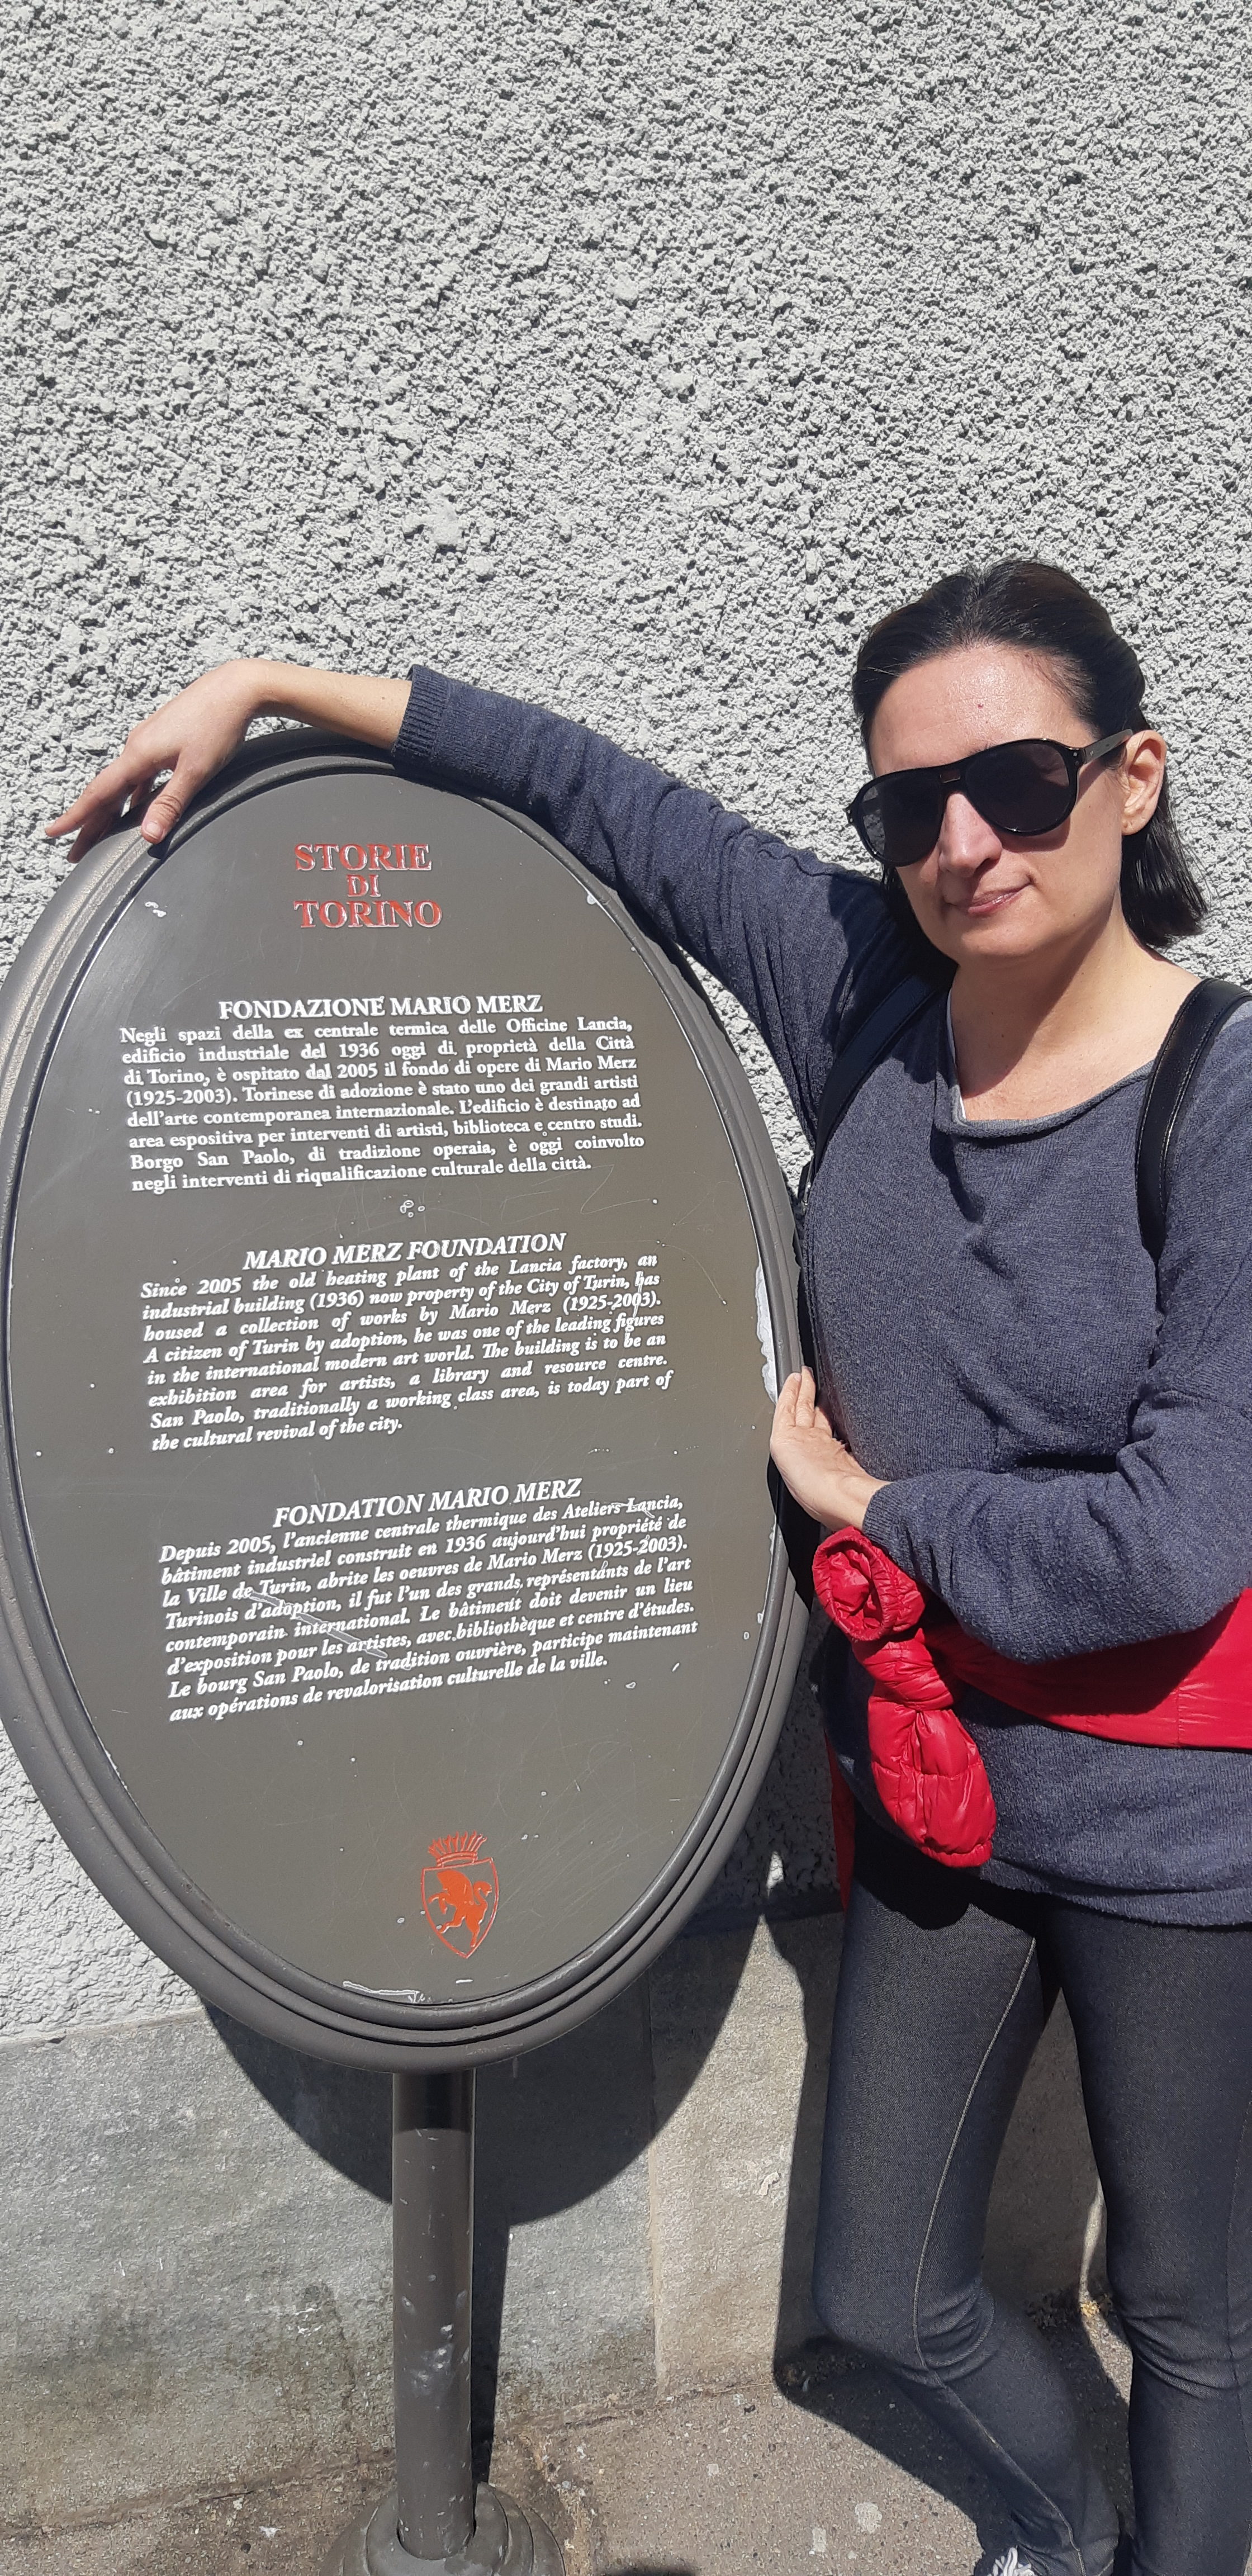 STORIE
DI
TORINO
FONDAZIONE MARIO MERZ
Negli spazi della ex centrale termica delle Officine Lancia,
edificio industriale del 1936 oggi di proprietà della Città
di Torino, è ospitato dal 2005 il fondo di opere di Mario Merz
(1925-2003). Torinese di adozione è stato uno dei grandi artisti
dell'arte contemporanea internazionale. L'edificio è destinato ad
area espositiva per interventi di artisti, biblioteca e centro studi.
Borgo San Paolo, di tradizione operaia, è oggi coinvolto
negli interventi di riqualificazione culturale della città.
MARIO MERZ FOUNDATION
Since 2005 the old heating plant of the Lancia factory, an
industrial building (1936) now property of the City of Turin, has
housed a collection of works by Mario Merz (1925-2003).
A citizen of Turin by adoption, he was one of the leading figures
in the international modern art world. The building is to be an
exhibition area for artists, a library and resource centre.
San Paolo, traditionally a working class area, is today part of
the cultural revival of the city.
FONDATION MARIO MERZ
Depuis 2005, l'ancienne centrale thermique des Ateliers Lancia,
bâtiment industriel construit en 1936 aujourd'hui propriété de
la Ville de Turin, abrite les oeuvres de Mario Merz (1925-2003).
Turinois d'adoption, il fut l'un des grands représentants de l'art
contemporain international. Le bâtiment doit devenir un lieu
d'exposition pour les artistes, avec bibliothèque et centre d'études.
Le bourg San Paolo, de tradition ouvrière, participe maintenant
aux opérations de revalorisation culturelle de la ville.